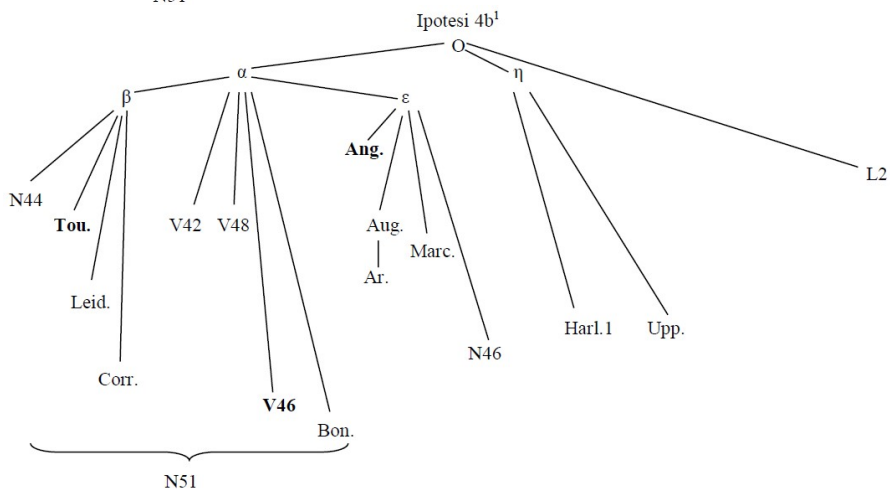 Ipotesi 4b¹
O
α
η
β
ε
Ang.
L2
N44
Tou.
V42
V48
Aug.
Marc.
Ar.
Leid.
Harl.1
Upp.
N46
Corr.
V46
Bon.
N51